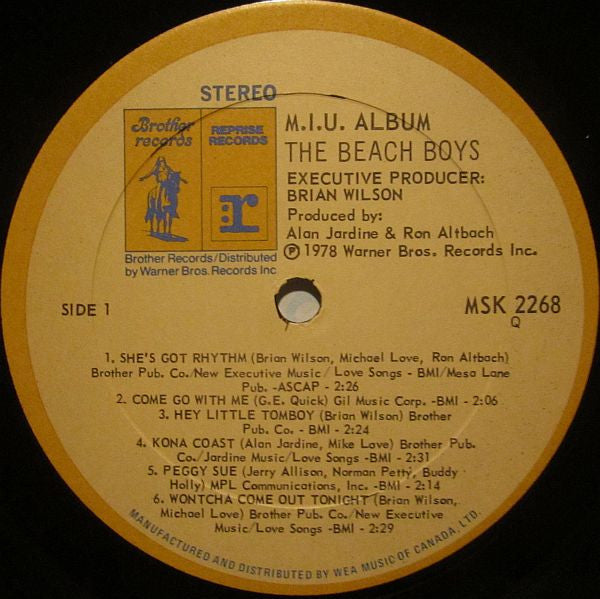 STEREO
Brother
records
REPRISE
RECORDS
:r
Brother Records/Distributed
by Warner Bros. Records Inc
M.I.U. ALBUM
THE BEACH BOYS
EXECUTIVE PRODUCER:
BRIAN WILSON
Produced by:
Alan Jardine & Ron Altbach
℗ 1978 Warner Bros. Records Inc.
SIDE 1
MSK 2268
Q
1. SHE'S GOT RHYTHM (Brian Wilson, Michael Love, Ron Altbach)
Brother Pub. Co./New Executive Music/ Love Songs - BMI/Mesa Lane
Pub. -ASCAP - 2:26
2. COME GO WITH ME (G.E. Quick) Gil Music Corp. -BMI - 2:06
3. HEY LITTLE TOMBOY (Brian Wilson) Brother
Pub. Co. - BMI - 2:24
4. KONA COAST (Alan Jardine, Mike Love) Brother Pub.
Co./Jardine Music/Love Songs - BMI - 2:31
5. PEGGY SUE (Jerry Allison, Norman Petty, Buddy
Holly) MPL Communications, Inc. -BMI - 2:14
6. WONTCHA COME OUT TONIGHT (Brian Wilson,
Michael Love) Brother Pub. Co./ New Executive
Music/Love Songs -BMI - 2:29
MANUFACTURED AND DISTRIBUTED BY WEA MUSIC OF CANADA, LTD.